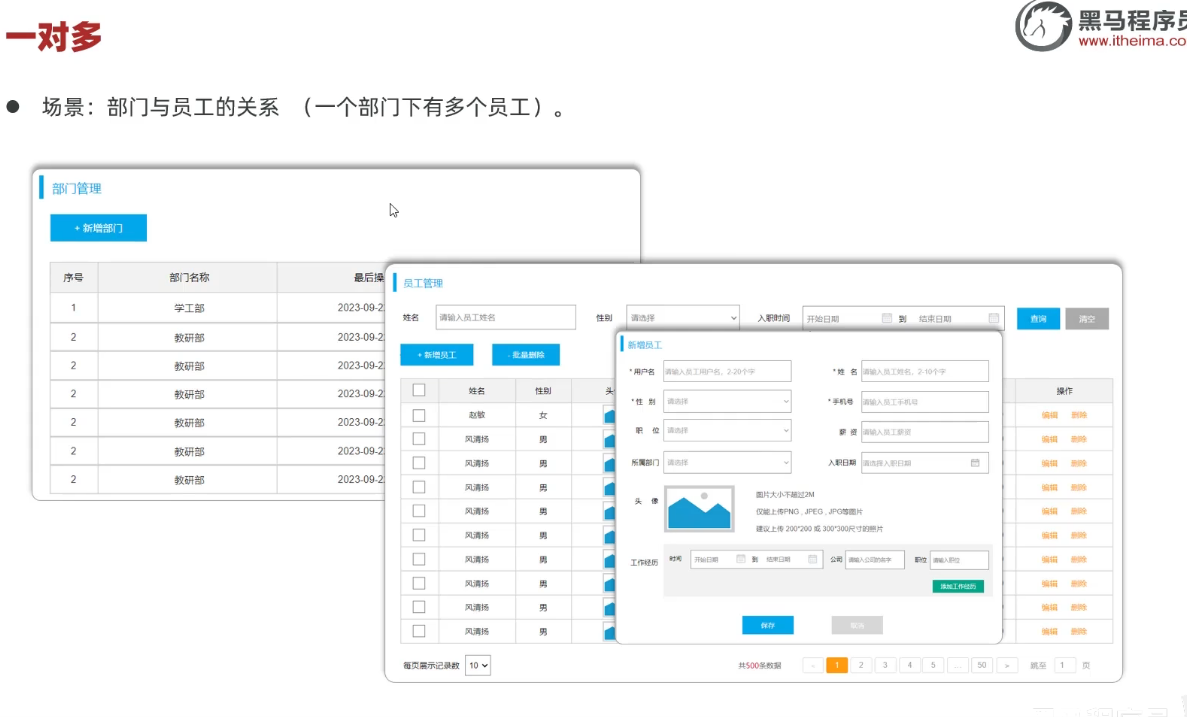 一对多
黑马程序员
www.itheima.co
● 场景：部门与员工的关系 （一个部门下有多个员工）。
部门管理
+ 新增部门
序号 部门名称 最后操
1 学工部 2023-09-2
2 教研部 2023-09-2
2 教研部 2023-09-2
2 教研部 2023-09-2
2 教研部 2023-09-2
2 教研部 2023-09-2
2 教研部 2023-09-2
员工管理
姓名 请输入员工姓名 性别 请选择 入职时间 开始日期 到 结束日期 查询 清空
+ 新增员工 - 批量删除
姓名 性别 头 操作
赵敏 女 编辑 删除
风清扬 男 编辑 删除
风清扬 男 编辑 删除
风清扬 男 编辑 删除
风清扬 男 编辑 删除
风清扬 男 编辑 删除
风清扬 男 编辑 删除
风清扬 男 编辑 删除
风清扬 男 编辑 删除
风清扬 男 编辑 删除
每页展示记录数 10 共500条数据 1 2 3 4 5 ... 50 > 跳至 1 页
新增员工
* 用户名 请输入员工用户名，2-20个字 * 姓 名 请输入员工姓名，2-10个字
* 性 别 请选择 * 手机号 请输入员工手机号
职 位 请选择 薪 资 请输入员工薪资
所属部门 请选择 入职日期 请选择入职日期
头 像
图片大小不超过2M
仅能上传PNG , JPEG , JPG等图片
建议上传 200*200 或 300*300尺寸的照片
工作经历 时间 开始日期 到 结束日期 公司 请输入公司的名字 职位 请输入职位
添加工作经历
保存 取消